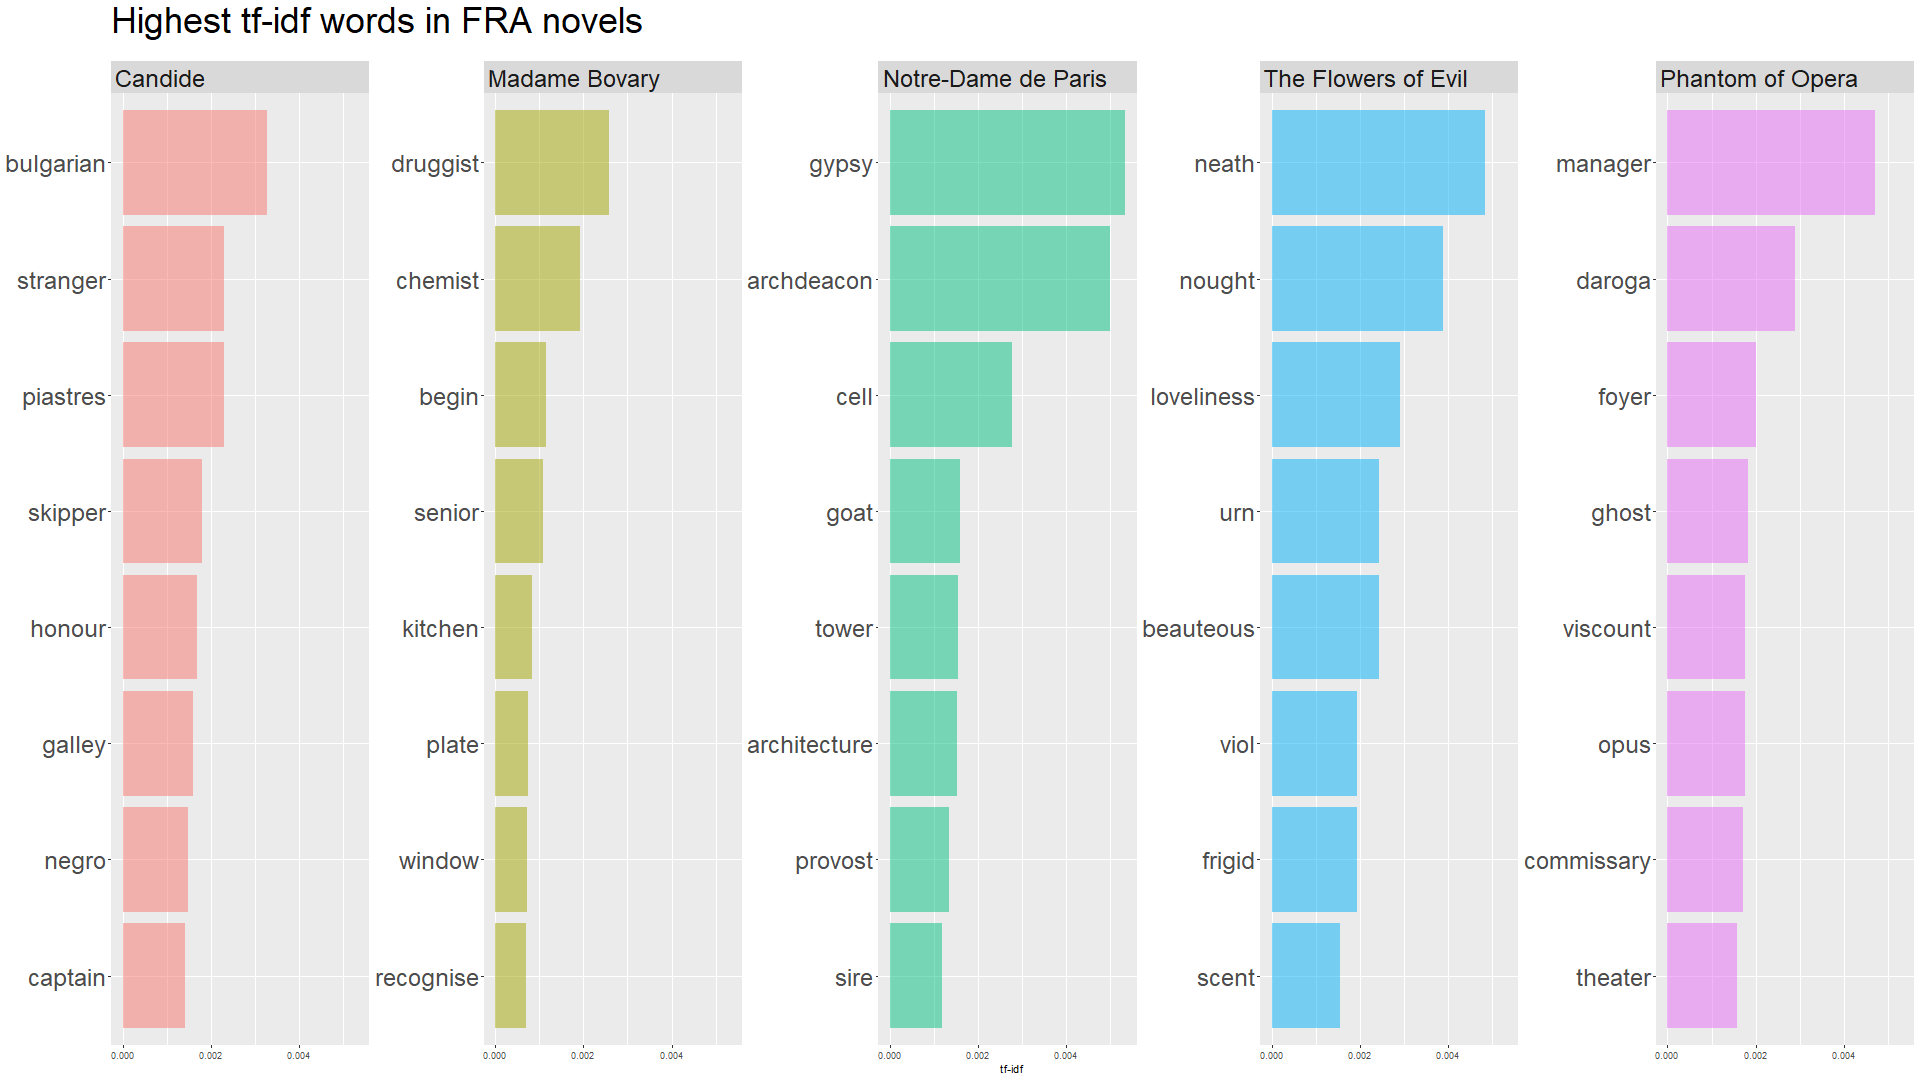 Highest tf-idf words in FRA novels
Candide
bulgarian
stranger
piastres
skipper
honour
galley
negro
captain
0.000 0.002 0.004
Madame Bovary
druggist
chemist
begin
senior
kitchen
plate
window
recognise
0.000 0.002 0.004
Notre-Dame de Paris
gypsy
archdeacon
cell
goat
tower
architecture
provost
sire
0.000 0.002 0.004
The Flowers of Evil
neath
nought
loveliness
urn
beauteous
viol
frigid
scent
0.000 0.002 0.004
Phantom of Opera
manager
daroga
foyer
ghost
viscount
opus
commissary
theater
0.000 0.002 0.004
tf-idf